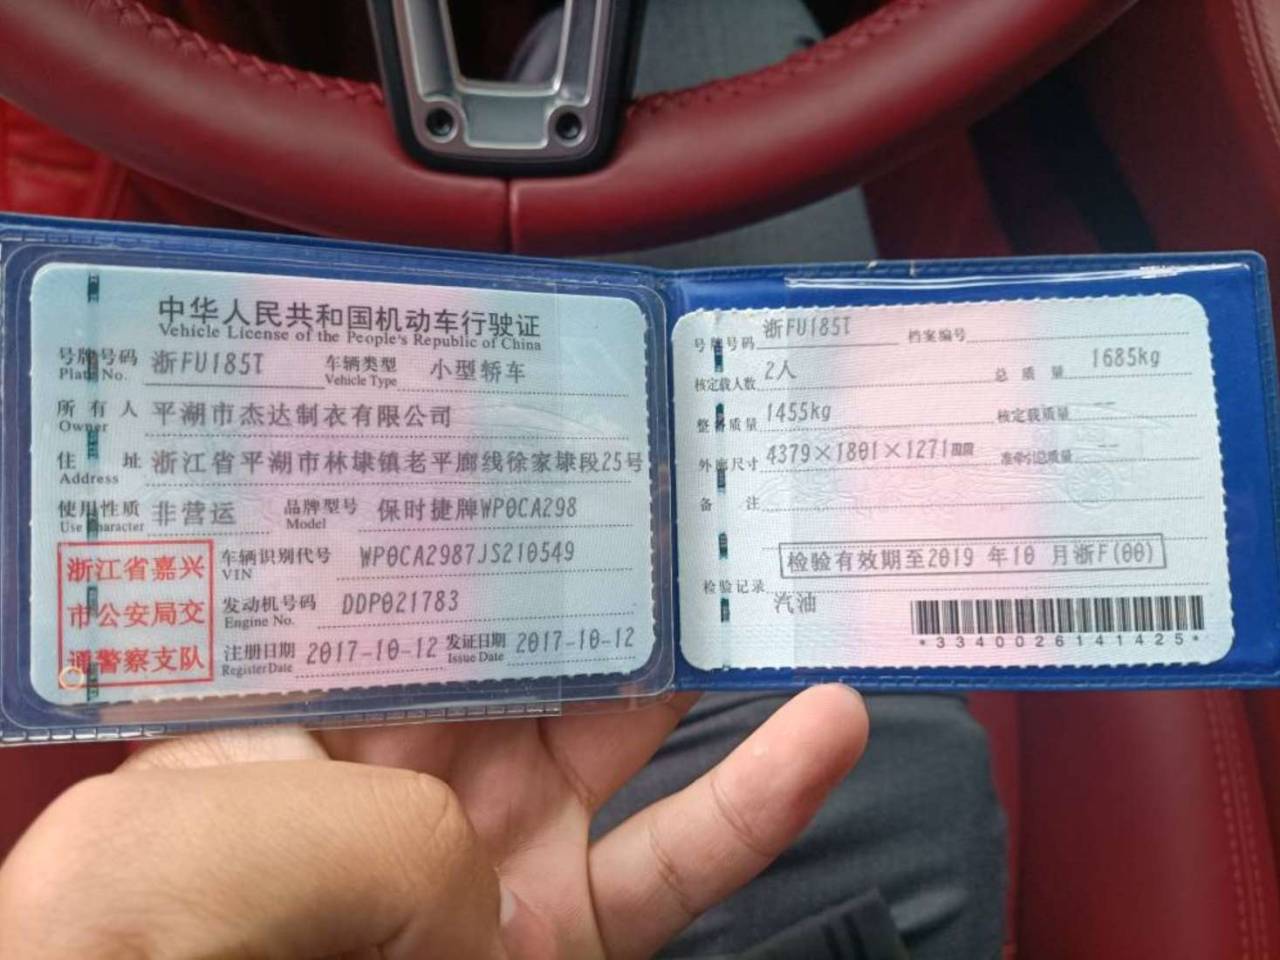 中华人民共和国机动车行驶证
Vehicle License of the People's Republic of China
号牌号码 浙FU185T 车辆类型 小型轿车
Plate No. Vehicle Type
所有人 平湖市杰达制衣有限公司
Owner
住址 浙江省平湖市林埭镇老平廊线徐家埭段25号
Address
使用性质 非营运 品牌型号 保时捷牌WP0CA298
Use Character Model
浙江省嘉兴
市公安局交
通警察支队
车辆识别代号 WP0CA2987JS210549
VIN
发动机号码 DDP021783
Engine No.
注册日期 2017-10-12 发证日期 2017-10-12
Register Date Issue Date
号牌号码 浙FU185T 档案编号
核定载人数 2人 总质量 1685kg
整备质量 1455kg 核定载质量 --
外廓尺寸 4379×1801×1271 准牵引总质量 --
备注
检验有效期至2019 年10 月浙F(00)
检验记录
汽油
*3340026141425*